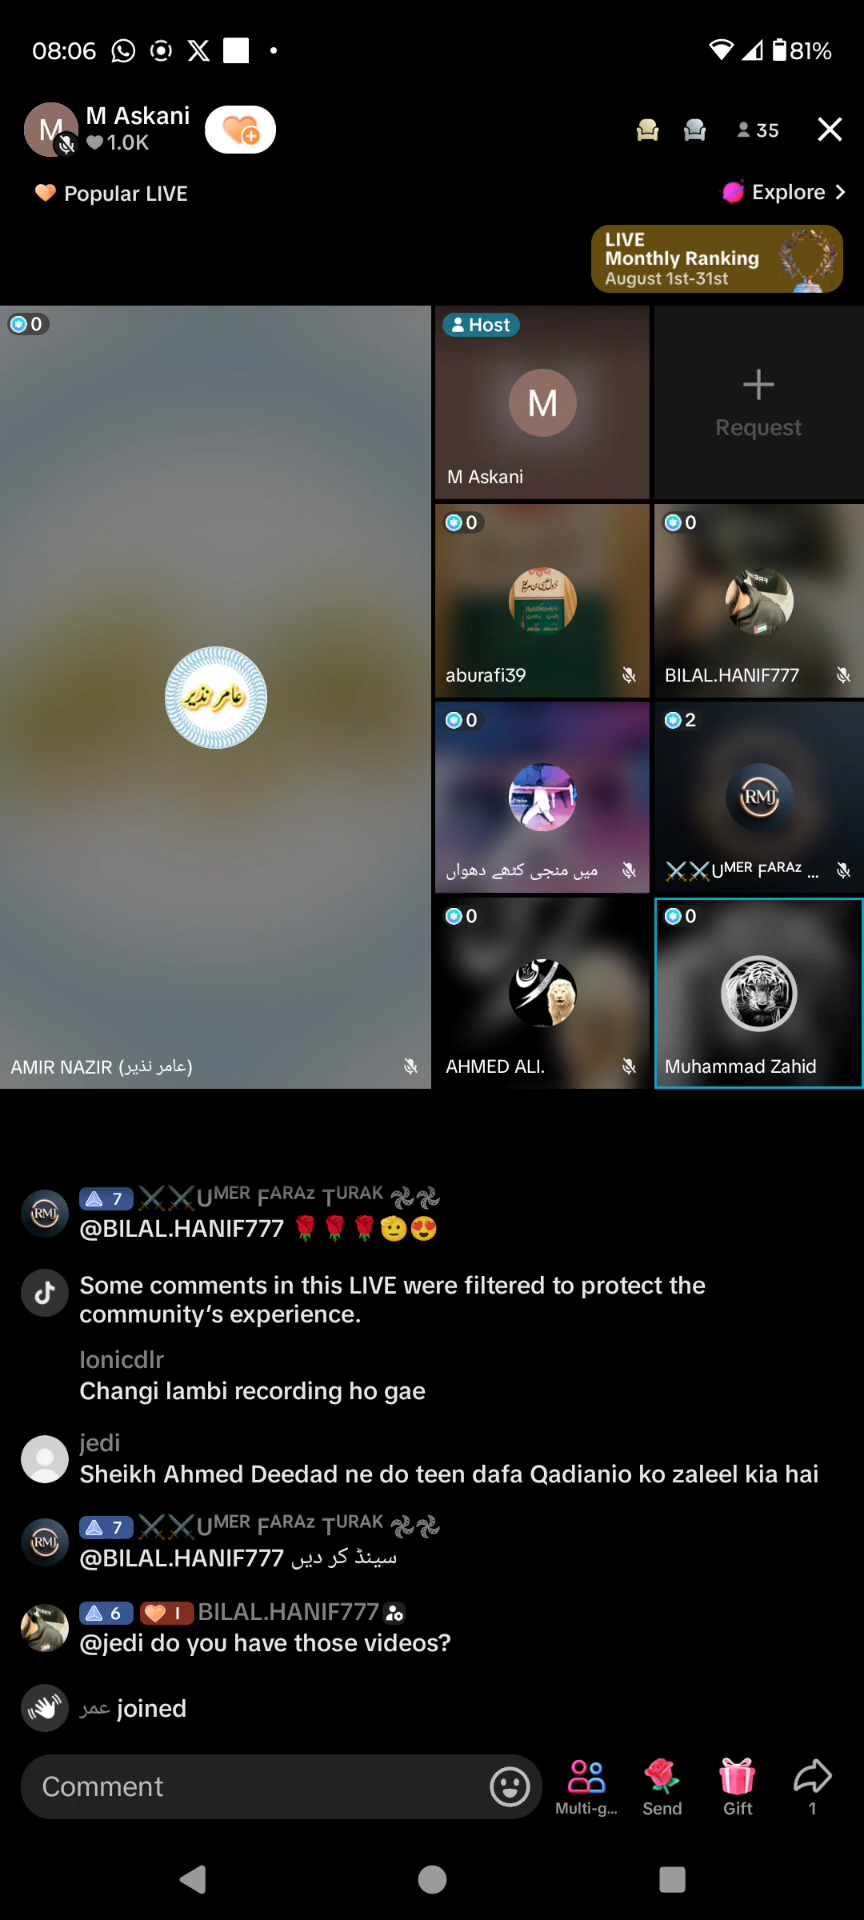 08:06
81%
M
M Askani
1.0K
35
Popular LIVE
Explore
LIVE
Monthly Ranking
August 1st-31st
0
عامر نذیر
AMIR NAZIR (عامر نذیر)
Host
M
M Askani
Request
0
aburafi39
0
BILAL.HANIF777
0
میں منجی کٹھے دھواں
2
RMJ
⚔️⚔️Uᴹᴱᴿ Fᴬᴿᴬᶻ ...
0
AHMED ALI.
0
Muhammad Zahid
RMJ
7 ⚔️⚔️Uᴹᴱᴿ Fᴬᴿᴬᶻ Tᵁᴿᴬᴷ
@BILAL.HANIF777 🌹🌹🌹🫡😍
Some comments in this LIVE were filtered to protect the
community’s experience.
lonicdlr
Changi lambi recording ho gae
jedi
Sheikh Ahmed Deedad ne do teen dafa Qadianio ko zaleel kia hai
RMJ
7 ⚔️⚔️Uᴹᴱᴿ Fᴬᴿᴬᶻ Tᵁᴿᴬᴷ
@BILAL.HANIF777 سینڈ کر دیں
6 I BILAL.HANIF777
@jedi do you have those videos?
عمر joined
Comment
Multi-g...
Send
Gift
1